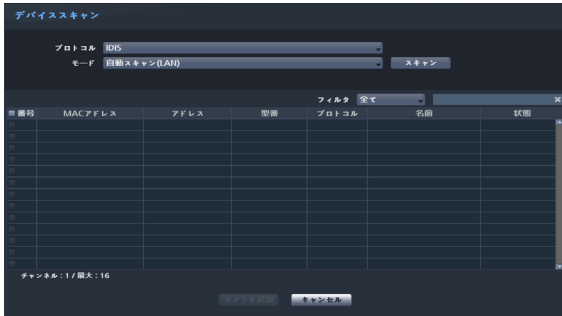 デバイススキャン
プロトコル IDIS
モード 自動スキャン(LAN) スキャン
フィルタ 全て
番号 MACアドレス アドレス 型番 プロトコル 名前 状態
チャンネル:1 / 最大:16
キャンセル